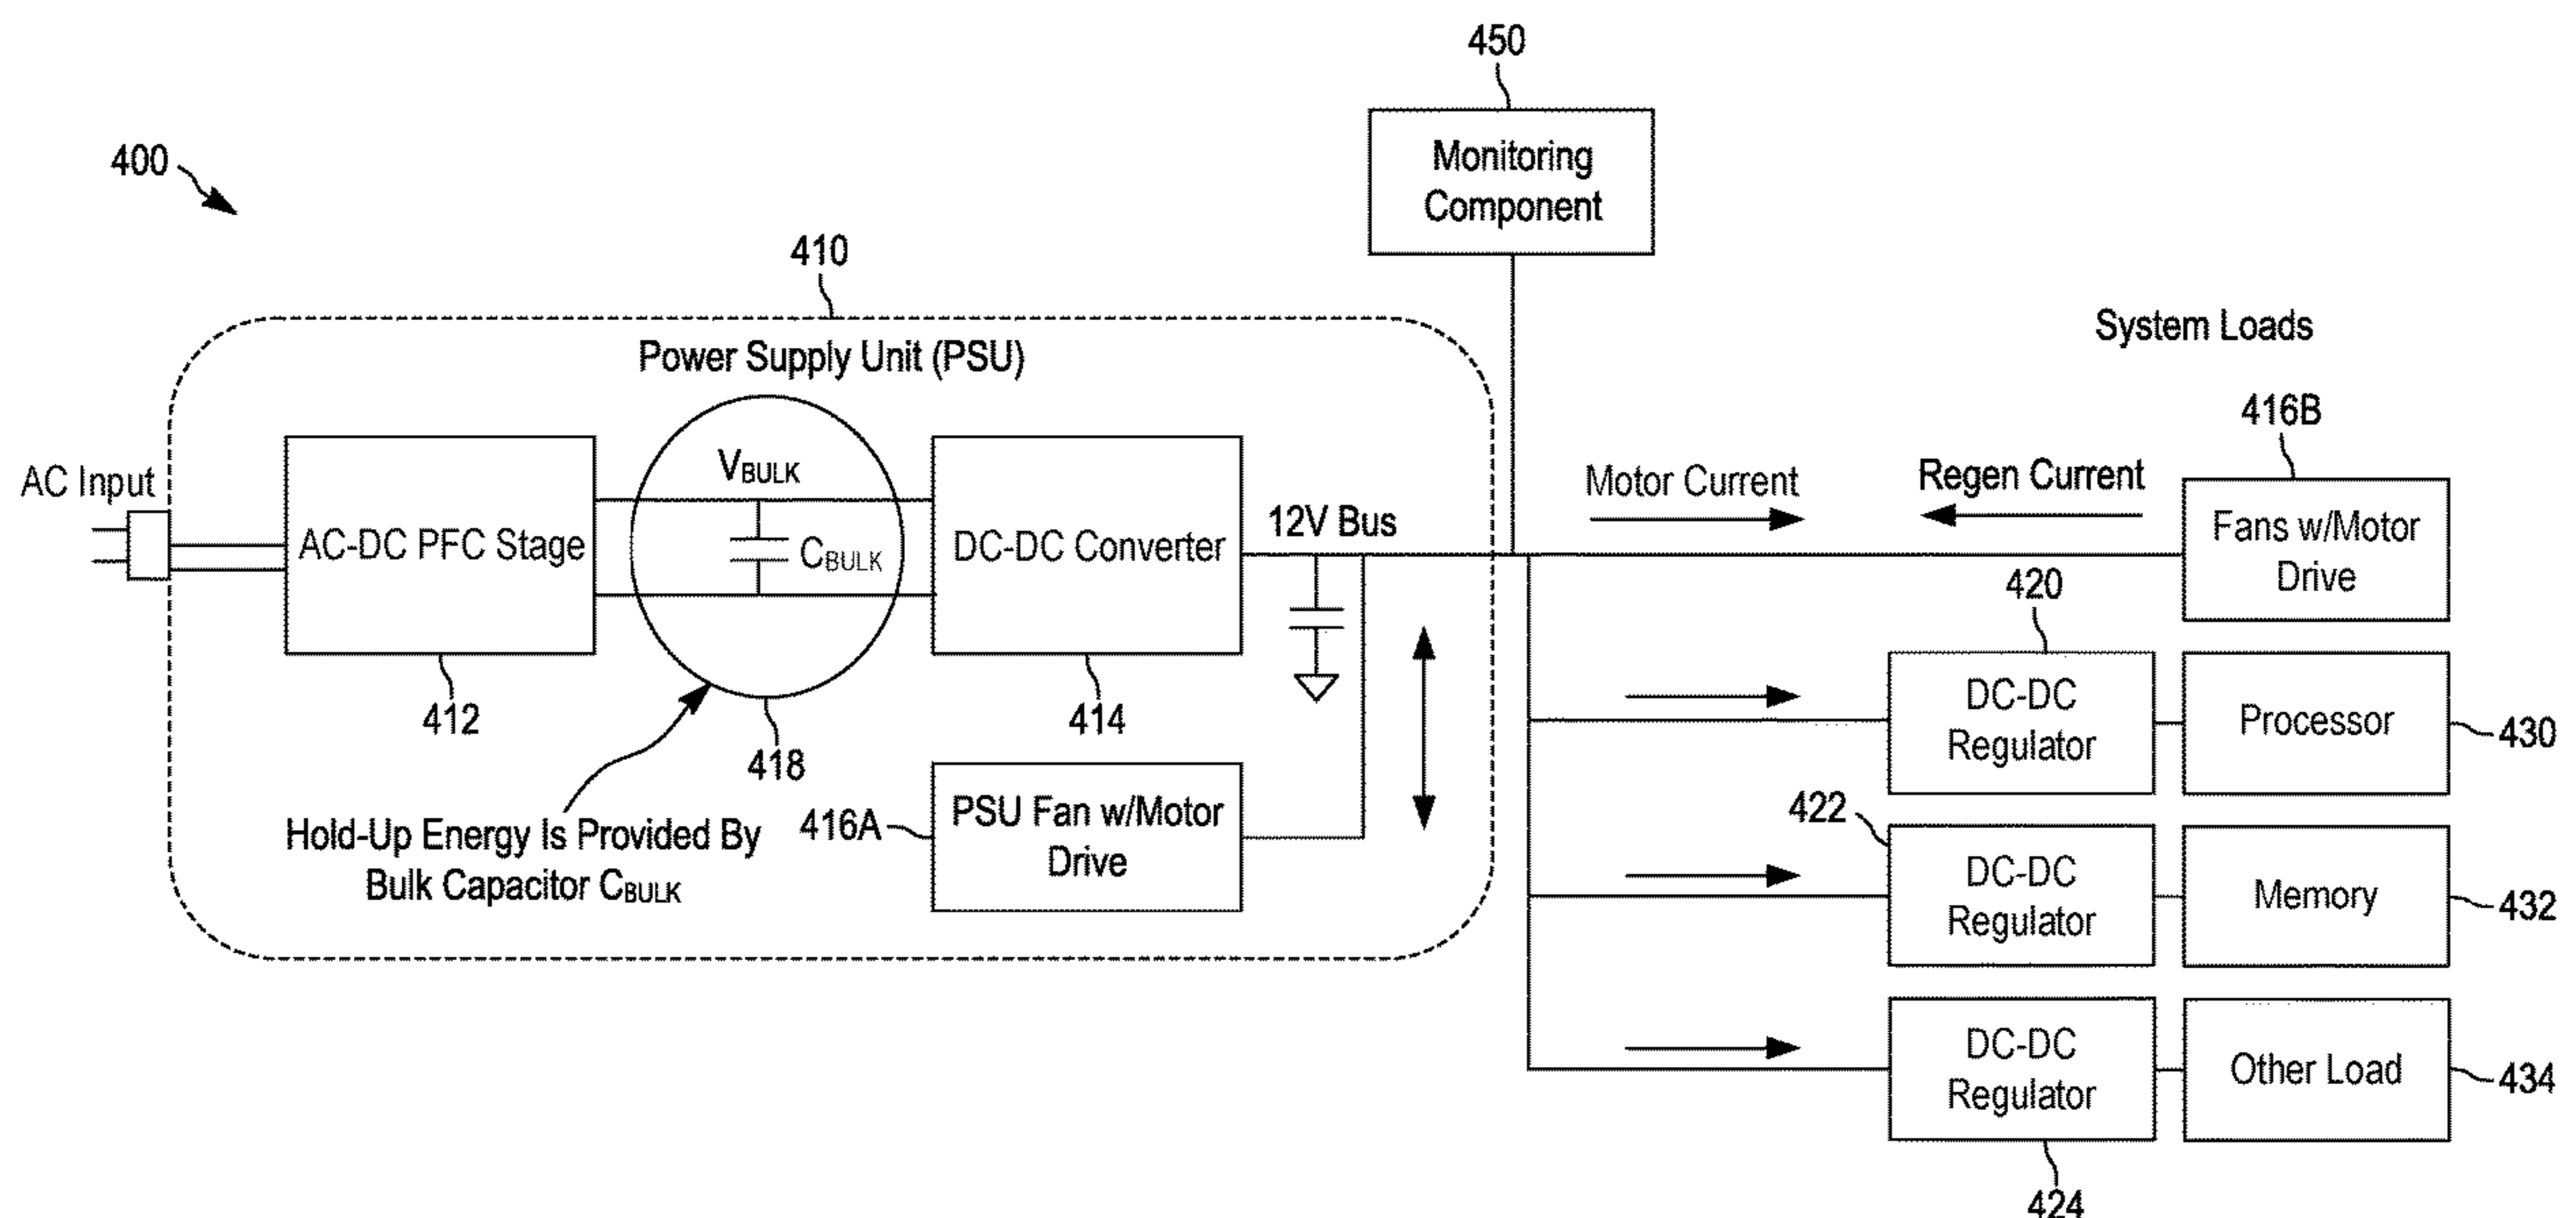 450
Monitoring
Component
400
410
Power Supply Unit (PSU)
System Loads
416B
AC Input
AC-DC PFC Stage
VBULK
CBULK
DC-DC Converter
12V Bus
Motor Current
Regen Current
Fans w/Motor
Drive
412
418
414
420
DC-DC
Regulator
Processor
430
Hold-Up Energy Is Provided By
Bulk Capacitor CBULK
416A
PSU Fan w/Motor
Drive
422
DC-DC
Regulator
Memory
432
DC-DC
Regulator
Other Load
434
424